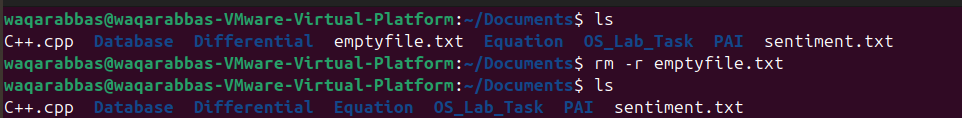 waqarabbas@waqarabbas-VMware-Virtual-Platform:~/Documents$ ls
C++.cpp  Database  Differential  emptyfile.txt  Equation  OS_Lab_Task  PAI  sentiment.txt
waqarabbas@waqarabbas-VMware-Virtual-Platform:~/Documents$ rm -r emptyfile.txt
waqarabbas@waqarabbas-VMware-Virtual-Platform:~/Documents$ ls
C++.cpp  Database  Differential  Equation  OS_Lab_Task  PAI  sentiment.txt